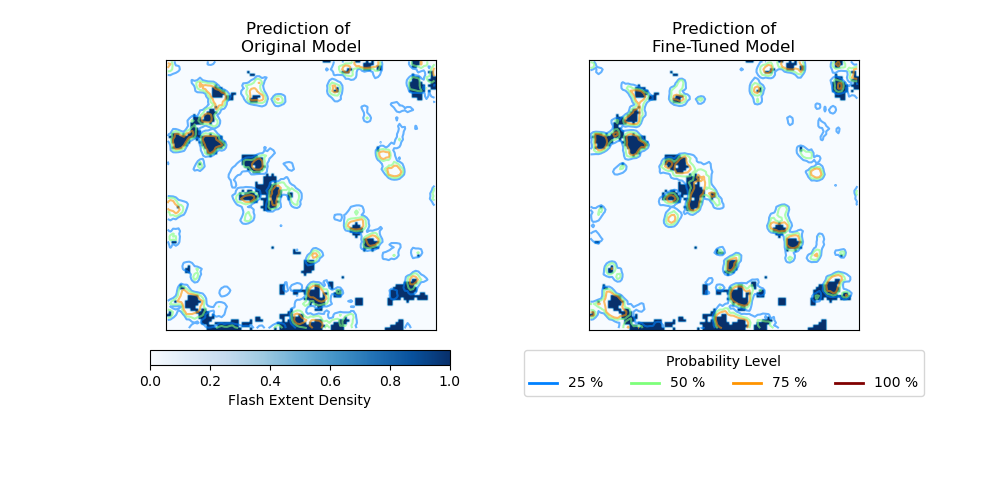 Prediction of
Original Model
Prediction of
Fine-Tuned Model
0.0 0.2 0.4 0.6 0.8 1.0
Flash Extent Density
Probability Level
25 % 50 % 75 % 100 %